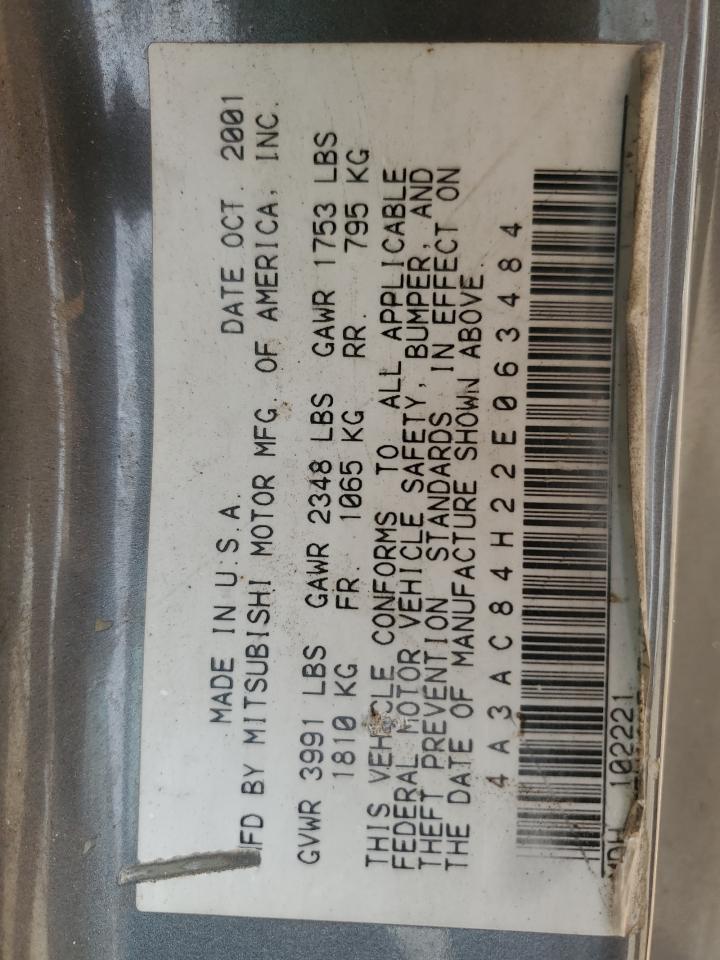 MADE IN U.S.A. DATE OCT. 2001
MFD BY MITSUBISHI MOTOR MFG. OF AMERICA, INC.
GVWR 3991 LBS GAWR 2348 LBS GAWR 1753 LBS
1810 KG FR. 1065 KG RR. 795 KG
THIS VEHICLE CONFORMS TO ALL APPLICABLE
FEDERAL MOTOR VEHICLE SAFETY, BUMPER, AND
THEFT PREVENTION STANDARDS IN EFFECT ON
THE DATE OF MANUFACTURE SHOWN ABOVE.
4A3AC84H22E063484
MDH 102221